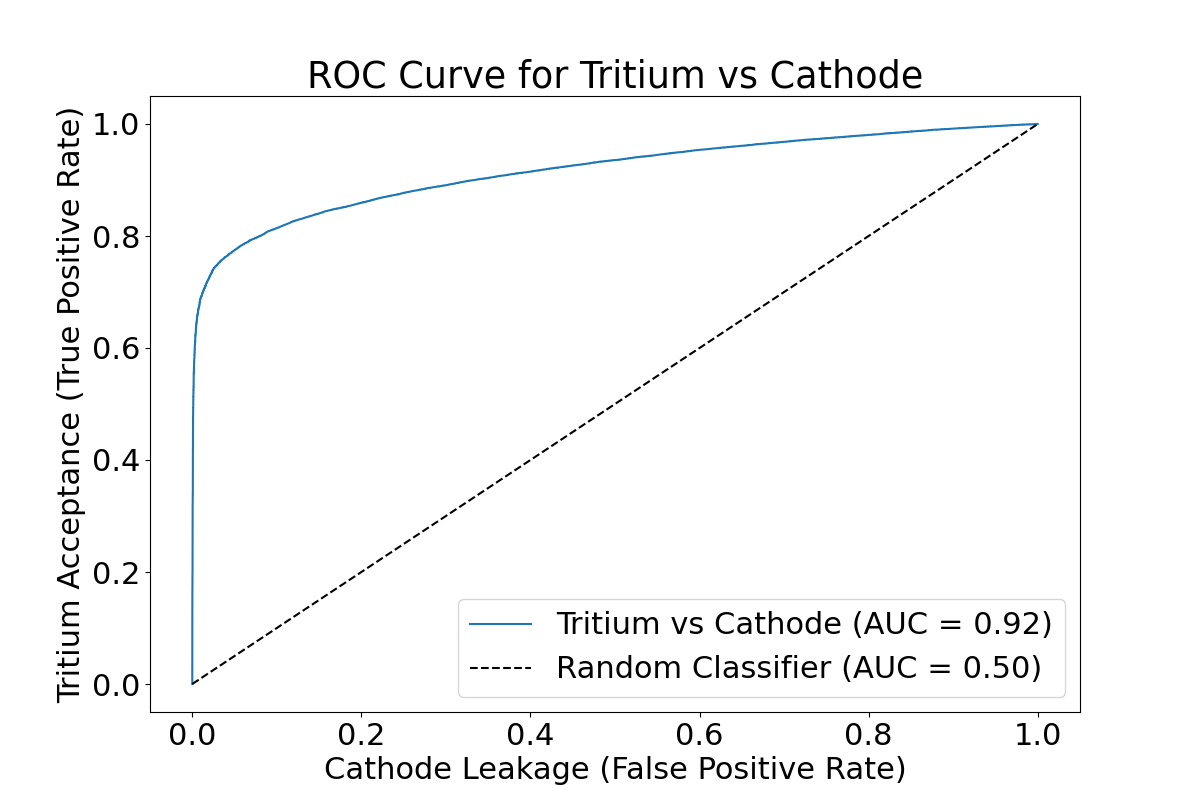 ROC Curve for Tritium vs Cathode
Tritium Acceptance (True Positive Rate)
1.0
0.8
0.6
0.4
0.2
0.0
Tritium vs Cathode (AUC = 0.92)
Random Classifier (AUC = 0.50)
0.0 0.2 0.4 0.6 0.8 1.0
Cathode Leakage (False Positive Rate)